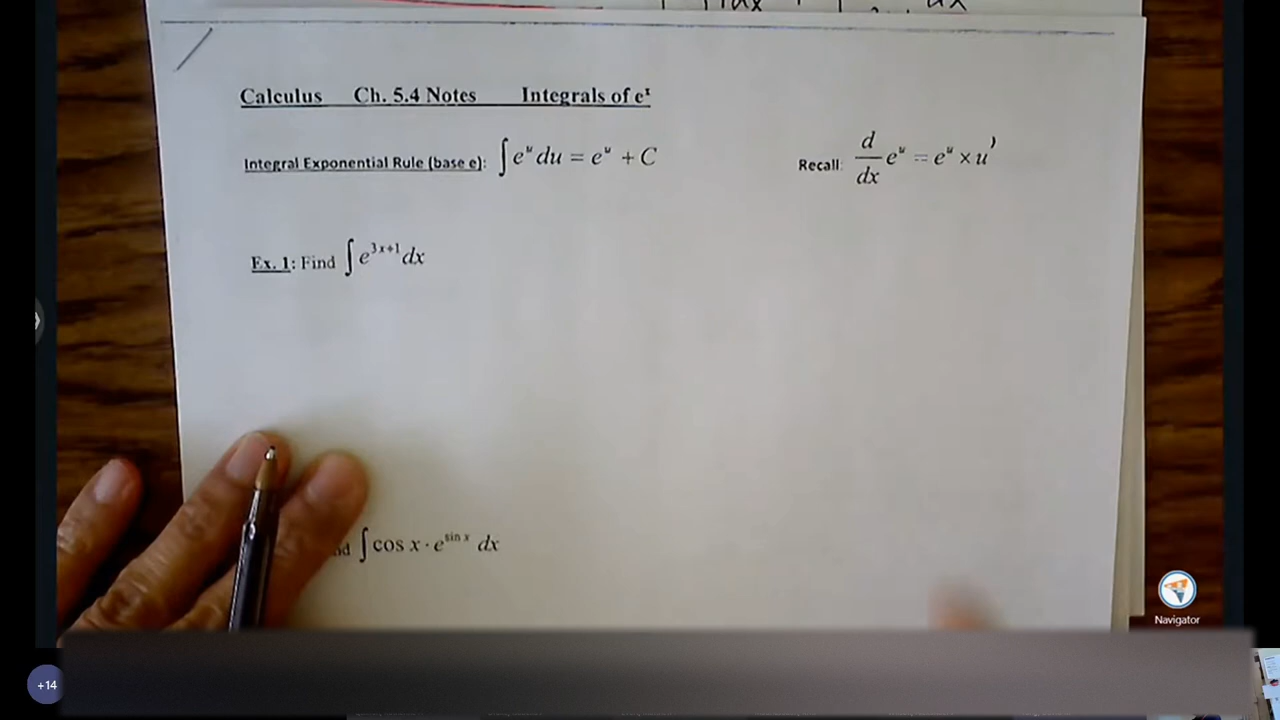 Calculus Ch. 5.4 Notes Integrals of eˣ
Integral Exponential Rule (base e): ∫eᵘ du = eᵘ + C
Recall: d/dx eᵘ = eᵘ × u'
Ex. 1: Find ∫e³ˣ⁺¹ dx
∫cos x · e^(sin x) dx
Navigator
+14